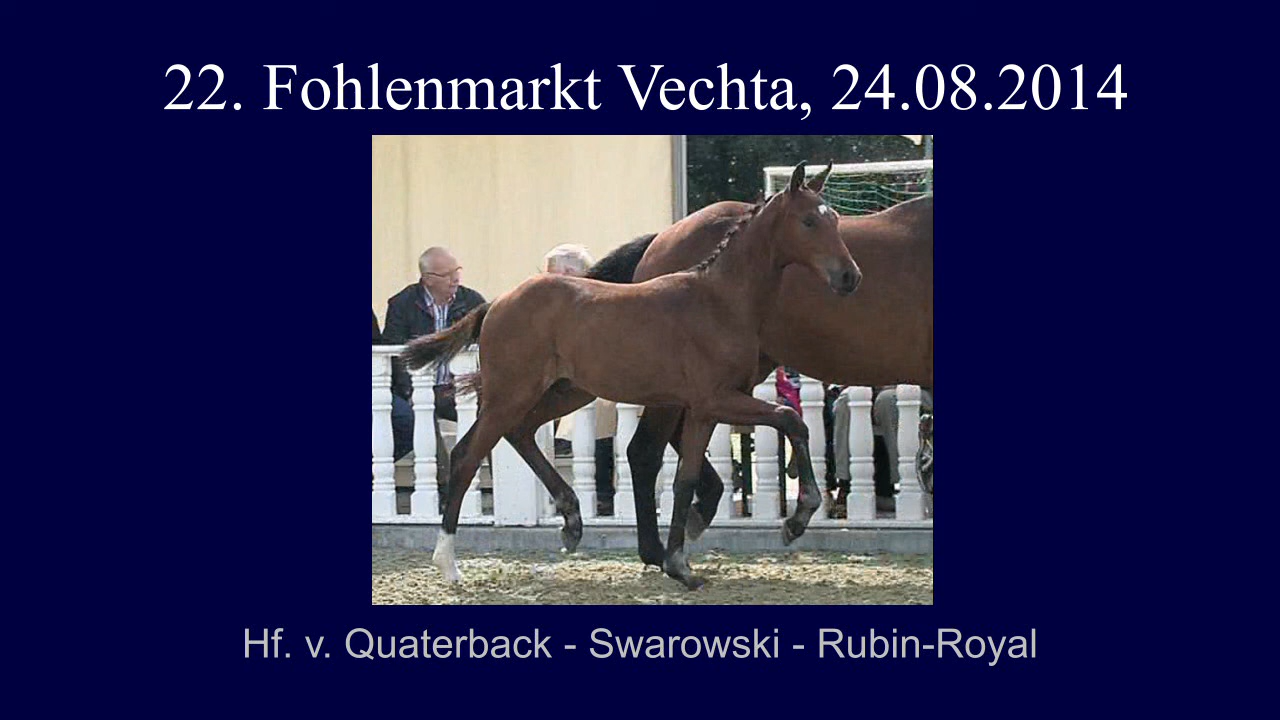 22. Fohlenmarkt Vechta, 24.08.2014
Hf. v. Quaterback - Swarowski - Rubin-Royal